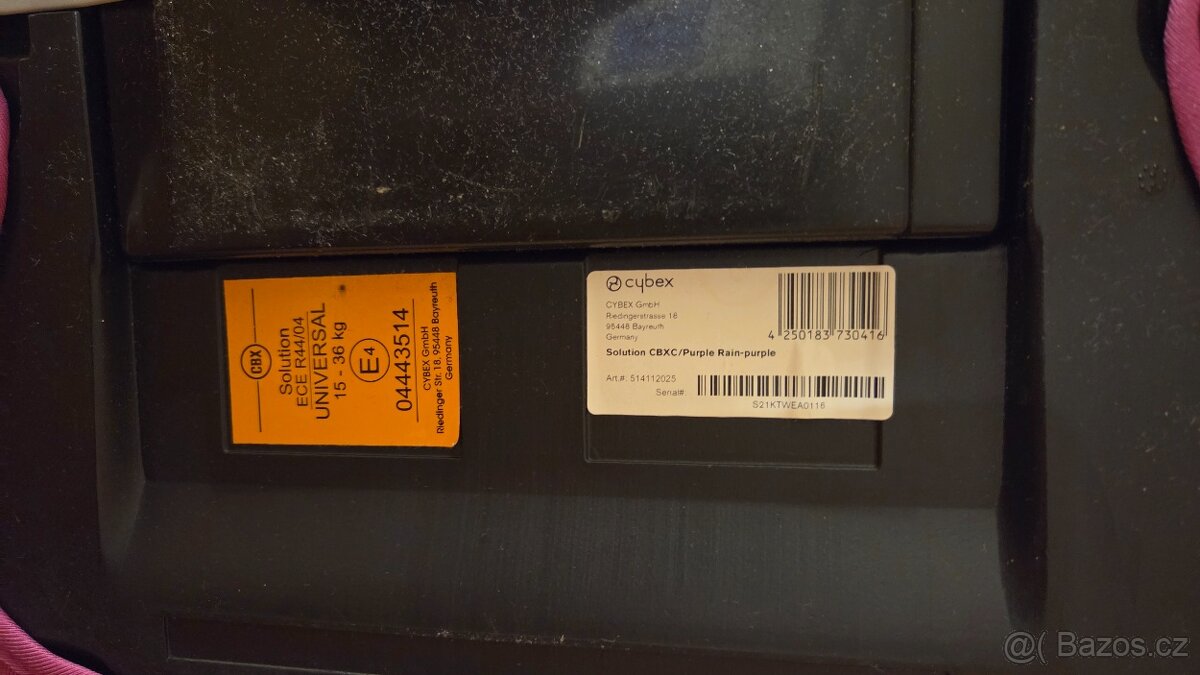 CBX
Solution
ECE R44/04
UNIVERSAL
15 - 36 kg
E4
04443514
CYBEX GmbH
Riedinger Str. 18, 95448 Bayreuth
Germany
cybex
CYBEX GmbH
Riedingerstrasse 18
95448 Bayreuth
Germany
4 250183 730416
Solution CBXC/Purple Rain-purple
Art.#: 514112025
Serial#:
S21KTWEA0116
@( Bazos.cz